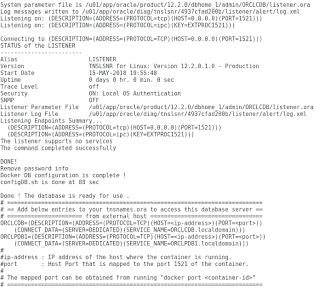 System parameter file is /u01/app/oracle/product/12.2.0/dbhome_1/admin/ORCLCDB/listener.ora
Log messages written to /u01/app/oracle/diag/tnslsnr/4937cfad200b/listener/alert/log.xml
Listening on: (DESCRIPTION=(ADDRESS=(PROTOCOL=tcp)(HOST=0.0.0.0)(PORT=1521)))
Listening on: (DESCRIPTION=(ADDRESS=(PROTOCOL=ipc)(KEY=EXTPROC1521)))
Connecting to (DESCRIPTION=(ADDRESS=(PROTOCOL=TCP)(HOST=0.0.0.0)(PORT=1521)))
STATUS of the LISTENER
------------------------
Alias LISTENER
Version TNSLSNR for Linux: Version 12.2.0.1.0 - Production
Start Date 15-MAY-2018 19:55:48
Uptime 0 days 0 hr. 0 min. 0 sec
Trace Level off
Security ON: Local OS Authentication
SNMP OFF
Listener Parameter File /u01/app/oracle/product/12.2.0/dbhome_1/admin/ORCLCDB/listener.ora
Listener Log File /u01/app/oracle/diag/tnslsnr/4937cfad200b/listener/alert/log.xml
Listening Endpoints Summary...
(DESCRIPTION=(ADDRESS=(PROTOCOL=tcp)(HOST=0.0.0.0)(PORT=1521)))
(DESCRIPTION=(ADDRESS=(PROTOCOL=ipc)(KEY=EXTPROC1521)))
The listener supports no services
The command completed successfully
DONE!
Remove password info
Docker DB configuration is complete !
configDB.sh is done at 88 sec
Done ! The database is ready for use .
# ===========================================================
# == Add below entries to your tnsnames.ora to access this database server ==
# ====================== from external host ======================
ORCLCDB=(DESCRIPTION=(ADDRESS=(PROTOCOL=TCP)(HOST=<ip-address>)(PORT=<port>))
(CONNECT_DATA=(SERVER=DEDICATED)(SERVICE_NAME=ORCLCDB.localdomain)))
ORCLPDB1=(DESCRIPTION=(ADDRESS=(PROTOCOL=TCP)(HOST=<ip-address>)(PORT=<port>))
(CONNECT_DATA=(SERVER=DEDICATED)(SERVICE_NAME=ORCLPDB1.localdomain)))
#
#ip-address : IP address of the host where the container is running.
#port : Host Port that is mapped to the port 1521 of the container.
#
# The mapped port can be obtained from running "docker port <container-id>"
# ===========================================================